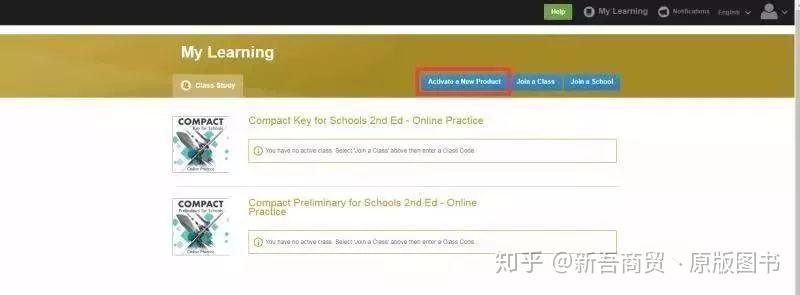 Help My Learning Notifications English
My Learning
Class Study
Activate a New Product Join a Class Join a School
COMPACT
Key for Schools
Online Practice
Compact Key for Schools 2nd Ed - Online Practice
You have no active class. Select 'Join a Class' above then enter a Class Code
COMPACT
Preliminary for Schools
Online Practice
Compact Preliminary for Schools 2nd Ed - Online
Practice
You have no active class. Select 'Join a Class' above then enter a Class Code
知乎 @新吾商贸丶原版图书